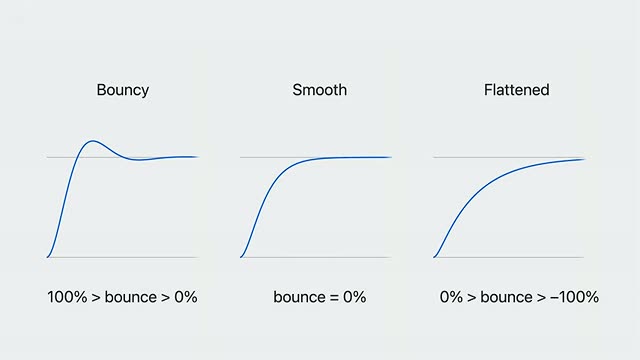 Bouncy
Smooth
Flattened
100% > bounce > 0%
bounce = 0%
0% > bounce > –100%